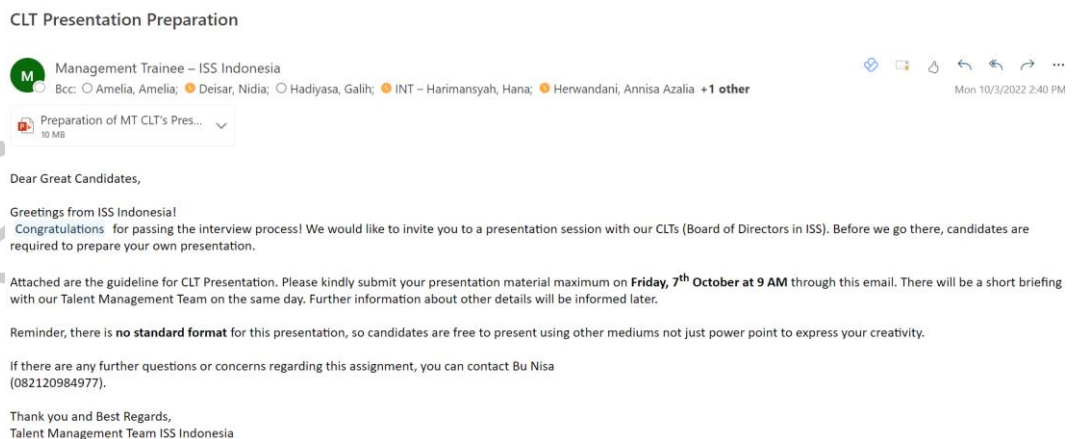 CLT Presentation Preparation
M
Management Trainee – ISS Indonesia
Bcc: Amelia, Amelia; Deisar, Nidia; Hadiyasa, Galih; INT – Harimansyah, Hana; Herwandani, Annisa Azalia +1 other
Mon 10/3/2022 2:40 PM
Preparation of MT CLT's Pres...
10 MB
Dear Great Candidates,
Greetings from ISS Indonesia!
Congratulations for passing the interview process! We would like to invite you to a presentation session with our CLTs (Board of Directors in ISS). Before we go there, candidates are
required to prepare your own presentation.
Attached are the guideline for CLT Presentation. Please kindly submit your presentation material maximum on Friday, 7th October at 9 AM through this email. There will be a short briefing
with our Talent Management Team on the same day. Further information about other details will be informed later.
Reminder, there is no standard format for this presentation, so candidates are free to present using other mediums not just power point to express your creativity.
If there are any further questions or concerns regarding this assignment, you can contact Bu Nisa
(082120984977).
Thank you and Best Regards,
Talent Management Team ISS Indonesia